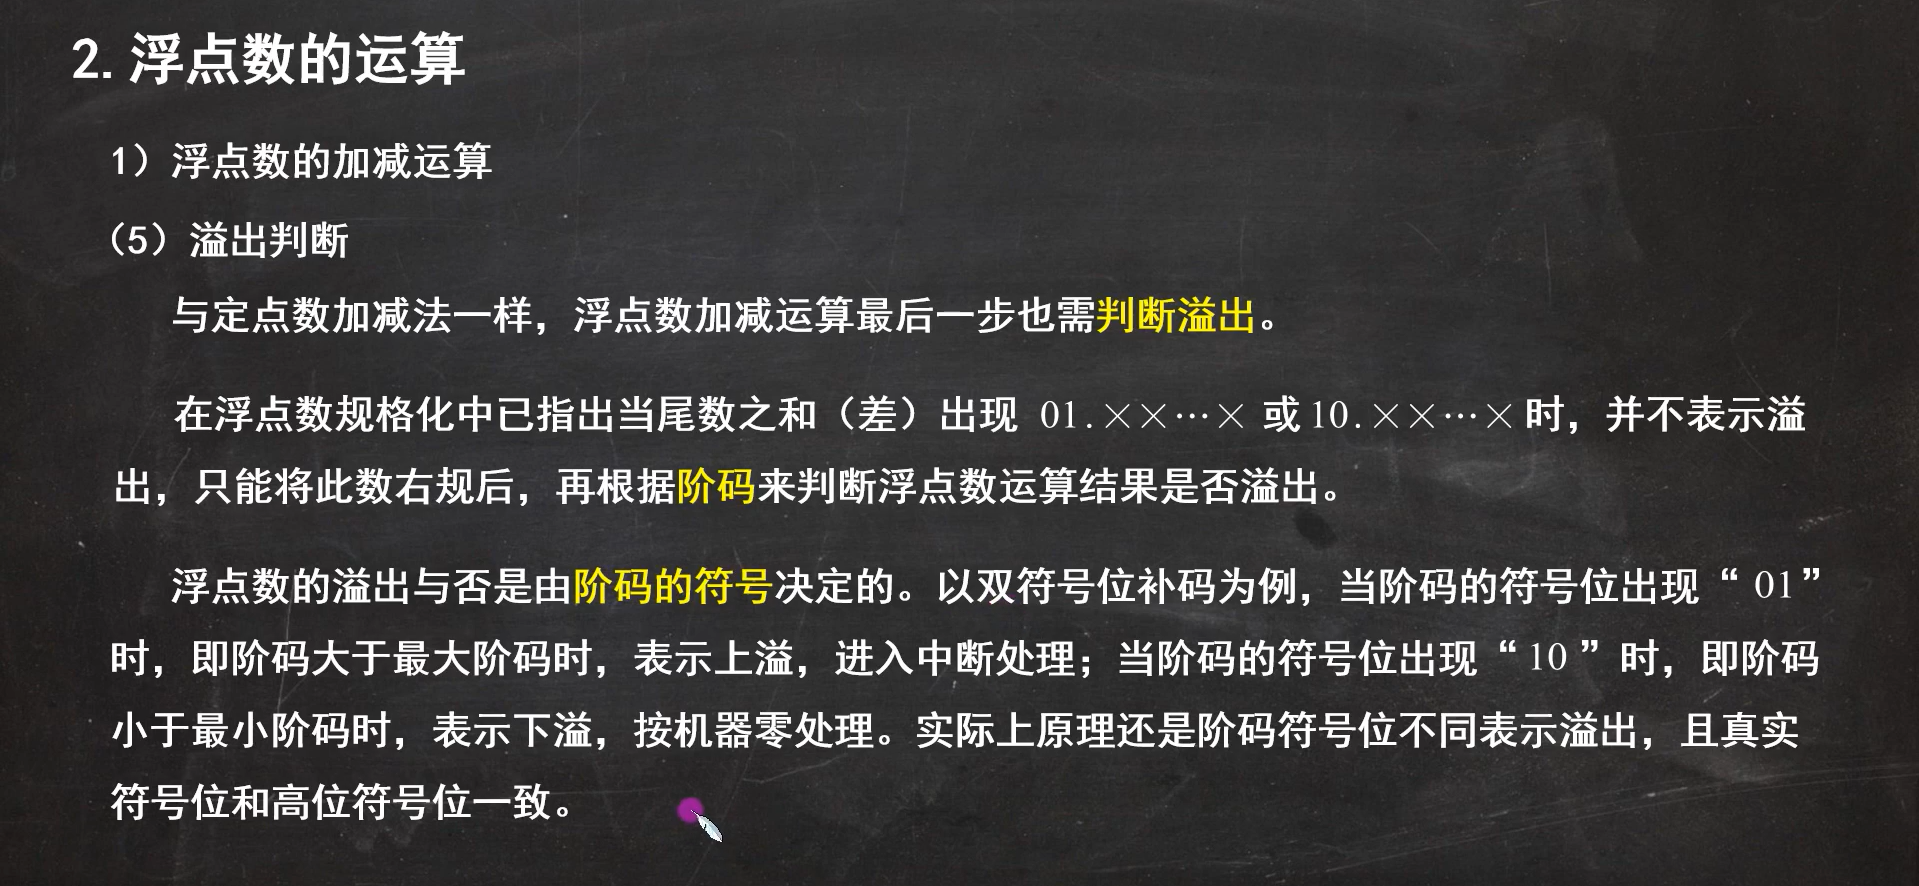 2.浮点数的运算
1）浮点数的加减运算
（5）溢出判断
与定点数加减法一样，浮点数加减运算最后一步也需判断溢出。
在浮点数规格化中已指出当尾数之和（差）出现 01.××…× 或10.××…×时，并不表示溢
出，只能将此数右规后，再根据阶码来判断浮点数运算结果是否溢出。
浮点数的溢出与否是由阶码的符号决定的。以双符号位补码为例，当阶码的符号位出现“ 01”
时，即阶码大于最大阶码时，表示上溢，进入中断处理；当阶码的符号位出现“ 10 ”时，即阶码
小于最小阶码时，表示下溢，按机器零处理。实际上原理还是阶码符号位不同表示溢出，且真实
符号位和高位符号位一致。